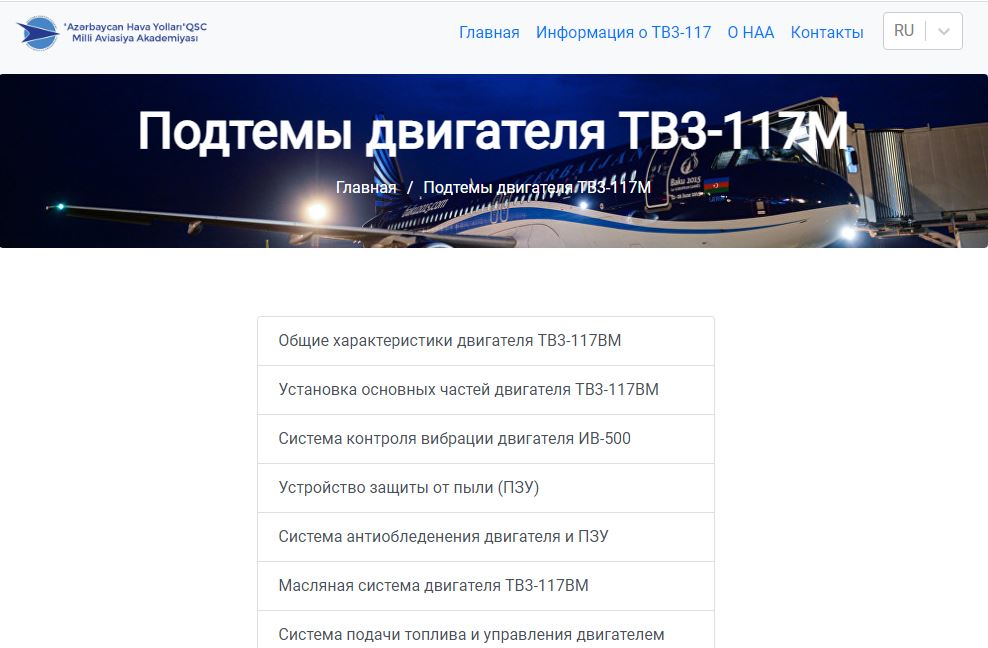 "Azərbaycan Hava Yolları"QSC
Milli Aviasiya Akademiyası
Главная Информация о ТВ3-117 О НАА Контакты RU
Подтемы двигателя ТВ3-117М
Главная / Подтемы двигателя ТВ3-117М
AZERBAIJAN
Baku 2015
Общие характеристики двигателя ТВ3-117ВМ
Установка основных частей двигателя ТВ3-117ВМ
Система контроля вибрации двигателя ИВ-500
Устройство защиты от пыли (ПЗУ)
Система антиобледенения двигателя и ПЗУ
Масляная система двигателя ТВ3-117ВМ
Система подачи топлива и управления двигателем